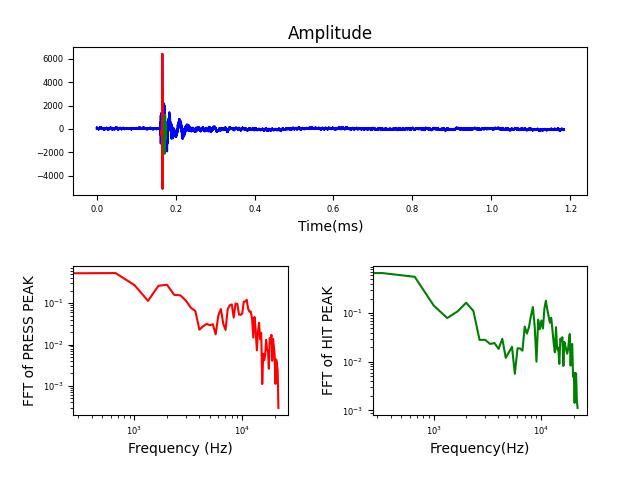 Amplitude
6000
4000
2000
0
−2000
−4000
0.0 0.2 0.4 0.6 0.8 1.0 1.2
Time(ms)
FFT of PRESS PEAK
10⁻¹
10⁻²
10⁻³
10³ 10⁴
Frequency (Hz)
FFT of HIT PEAK
10⁻¹
10⁻²
10⁻³
10³ 10⁴
Frequency(Hz)